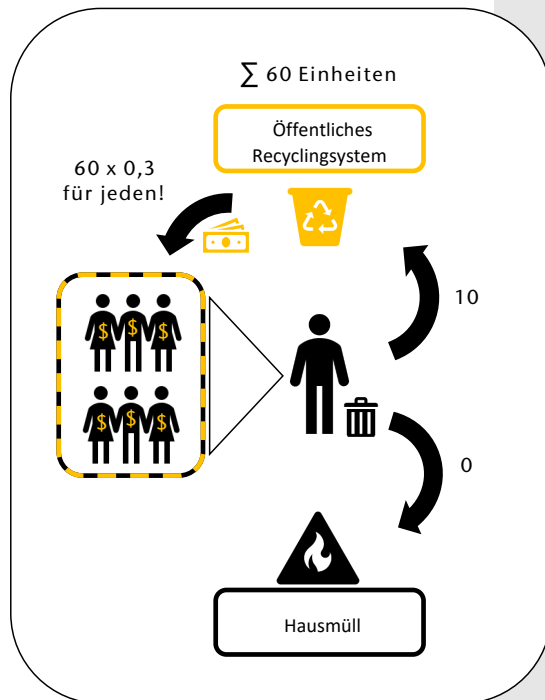 ∑ 60 Einheiten
Öffentliches
Recyclingsystem
60 x 0,3
für jeden!
10
$ $ $
$ $ $
0
Hausmüll